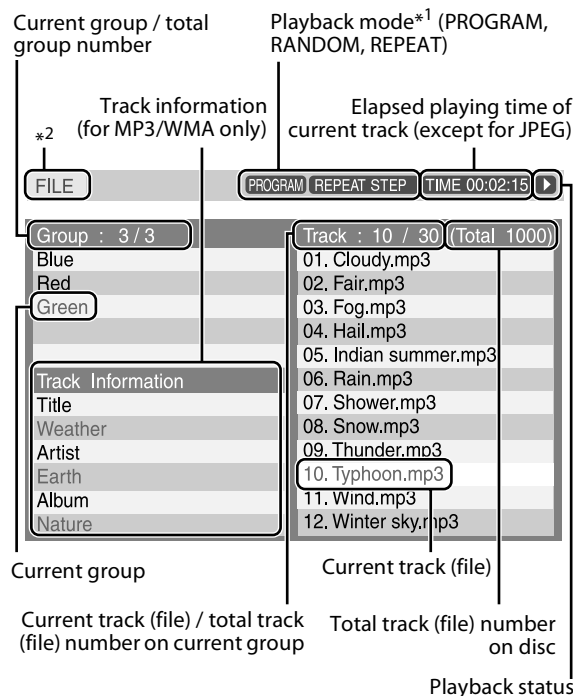 Current group / total
group number
Playback mode*1 (PROGRAM,
RANDOM, REPEAT)
Track information
(for MP3/WMA only)
Elapsed playing time of
current track (except for JPEG)
*2
FILE
PROGRAM REPEAT STEP TIME 00:02:15
Group : 3 / 3
Blue
Red
Green
Track Information
Title
Weather
Artist
Earth
Album
Nature
Track : 10 / 30 (Total 1000)
01. Cloudy.mp3
02. Fair.mp3
03. Fog.mp3
04. Hail.mp3
05. Indian summer.mp3
06. Rain.mp3
07. Shower.mp3
08. Snow.mp3
09. Thunder.mp3
10. Typhoon.mp3
11. Wind.mp3
12. Winter sky.mp3
Current group
Current track (file)
Current track (file) / total track
(file) number on current group
Total track (file) number
on disc
Playback status